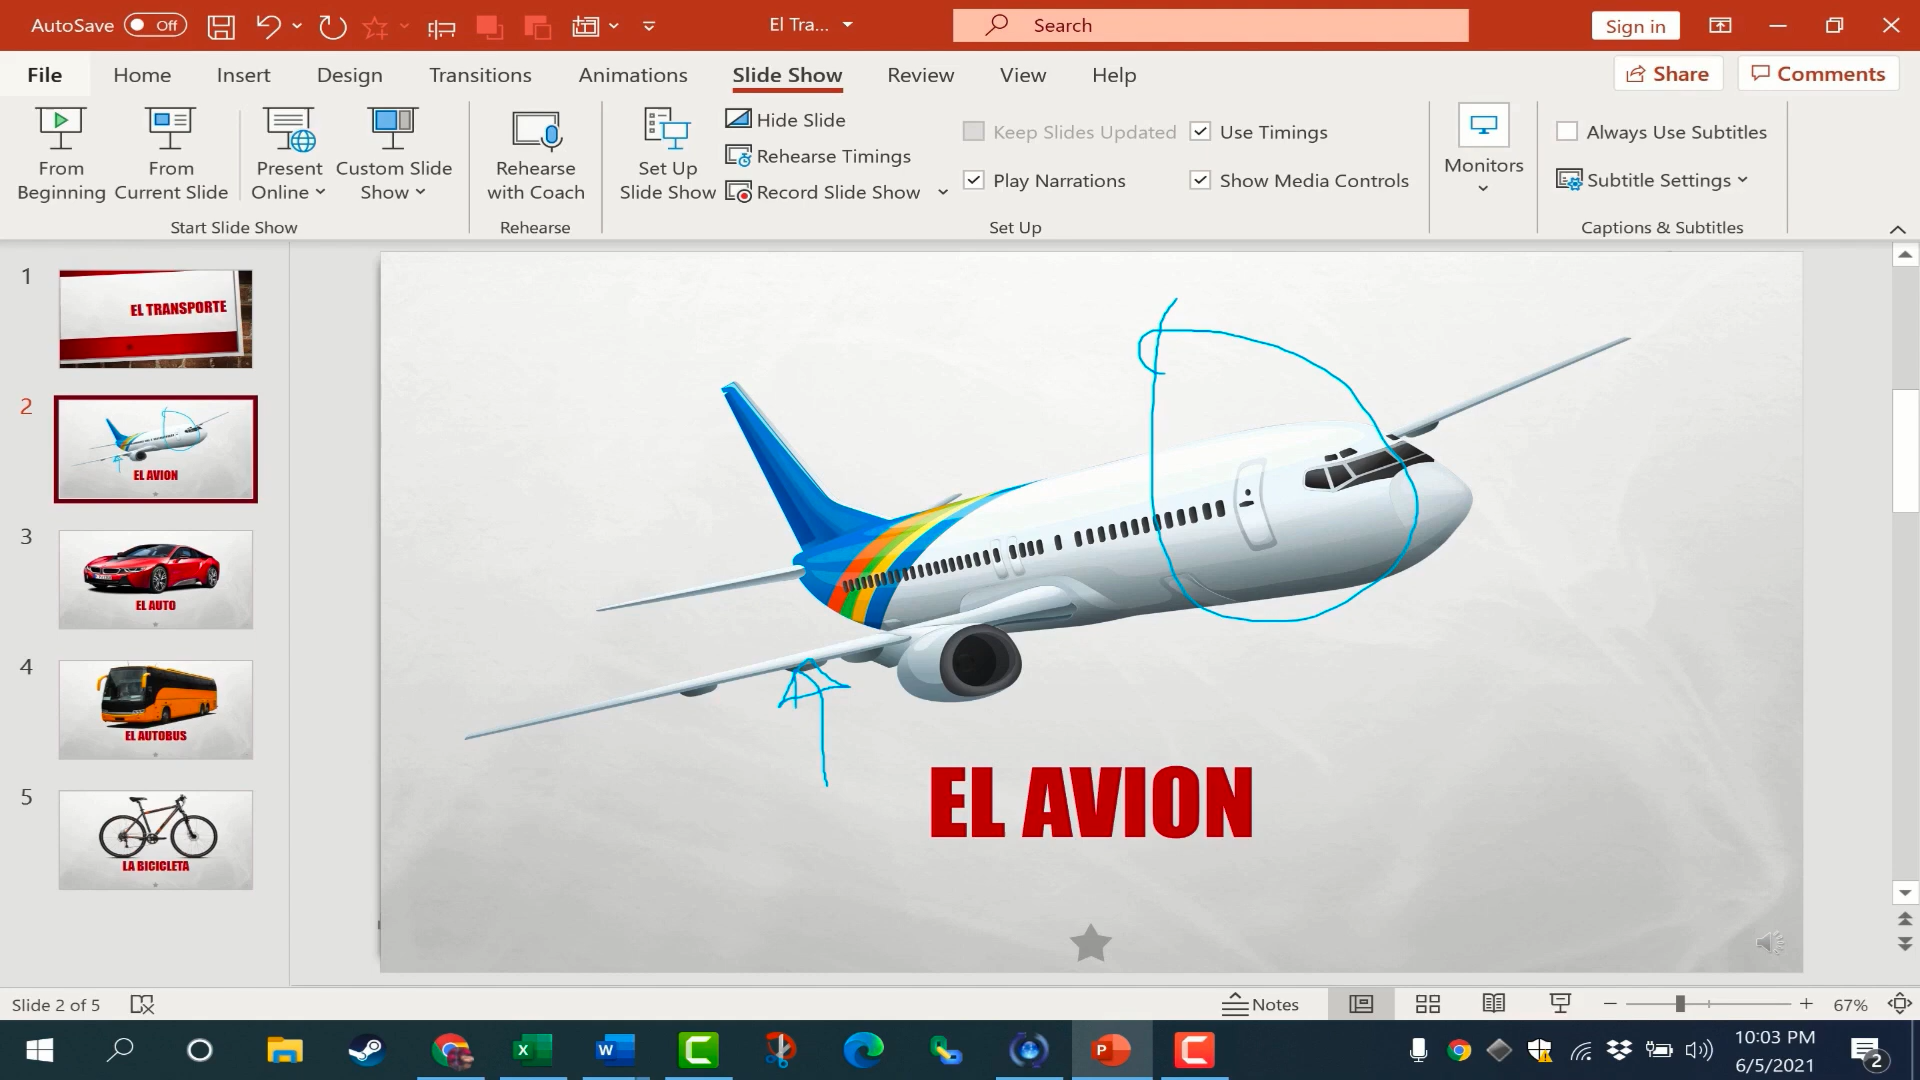 AutoSave Off El Tra... Search Sign in
File Home Insert Design Transitions Animations Slide Show Review View Help Share Comments
From Beginning
From Current Slide
Present Online
Custom Slide Show
Start Slide Show
Rehearse with Coach
Rehearse
Set Up Slide Show
Hide Slide
Rehearse Timings
Record Slide Show
Keep Slides Updated
Play Narrations
Use Timings
Show Media Controls
Set Up
Monitors
Always Use Subtitles
Subtitle Settings
Captions & Subtitles
1
EL TRANSPORTE
2
EL AVION
3
EL AUTO
4
EL AUTOBUS
5
LA BICICLETA
EL AVION
Slide 2 of 5 Notes 67%
10:03 PM
6/5/2021
2